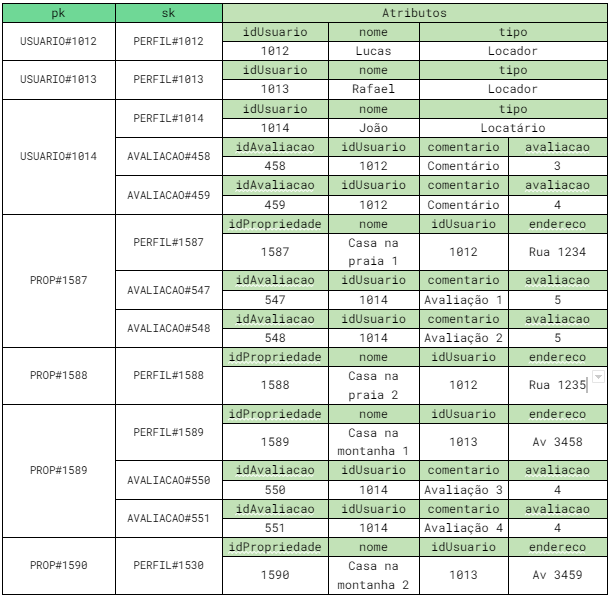 pk sk Atributos
USUARIO#1012 PERFIL#1012 idUsuario nome tipo
1012 Lucas Locador
USUARIO#1013 PERFIL#1013 idUsuario nome tipo
1013 Rafael Locador
USUARIO#1014 PERFIL#1014 idUsuario nome tipo
1014 João Locatário
AVALIACAO#458 idAvaliacao idUsuario comentario avaliacao
458 1012 Comentário 3
AVALIACAO#459 idAvaliacao idUsuario comentario avaliacao
459 1012 Comentário 4
PROP#1587 PERFIL#1587 idPropriedade nome idUsuario endereco
1587 Casa na praia 1 1012 Rua 1234
AVALIACAO#547 idAvaliacao idUsuario comentario avaliacao
547 1014 Avaliação 1 5
AVALIACAO#548 idAvaliacao idUsuario comentario avaliacao
548 1014 Avaliação 2 5
PROP#1588 PERFIL#1588 idPropriedade nome idUsuario endereco
1588 Casa na praia 2 1012 Rua 1235
PROP#1589 PERFIL#1589 idPropriedade nome idUsuario endereco
1589 Casa na montanha 1 1013 Av 3458
AVALIACAO#550 idAvaliacao idUsuario comentario avaliacao
550 1014 Avaliação 3 4
AVALIACAO#551 idAvaliacao idUsuario comentario avaliacao
551 1014 Avaliação 4 4
PROP#1590 PERFIL#1530 idPropriedade nome idUsuario endereco
1590 Casa na montanha 2 1013 Av 3459